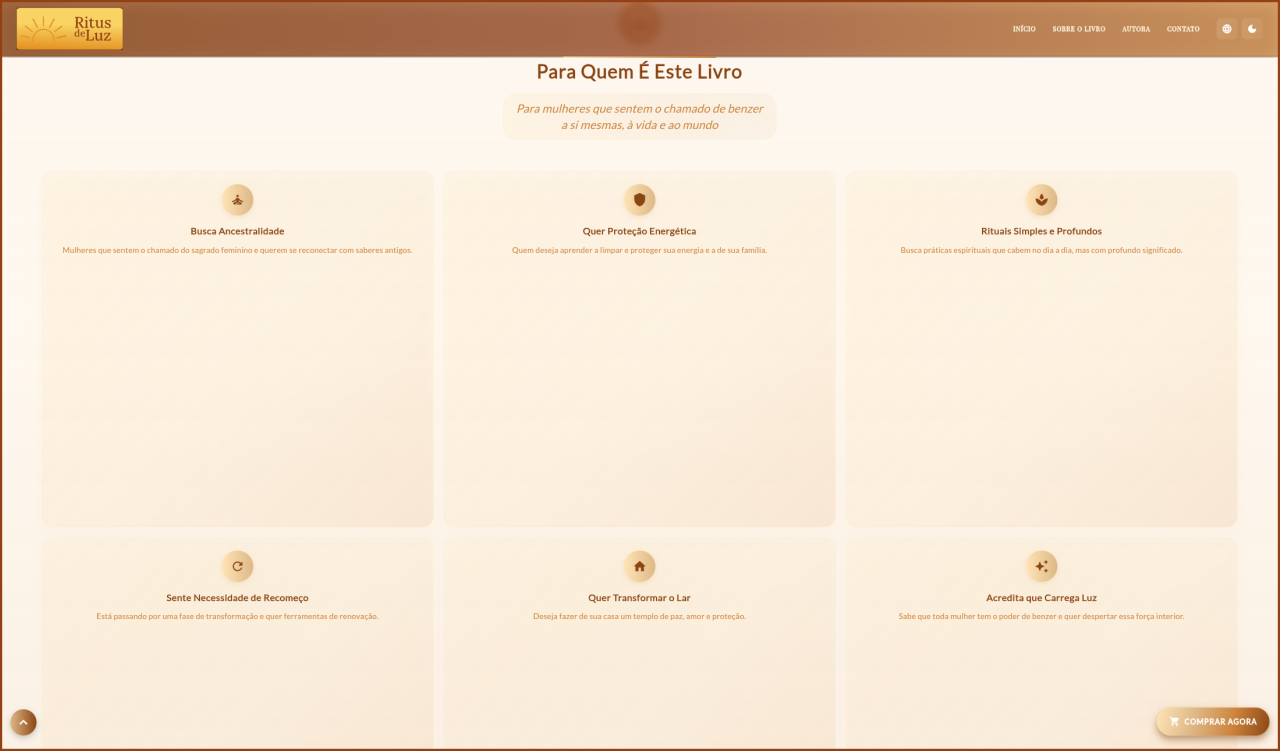 Ritus
deLuz
INÍCIO SOBRE O LIVRO AUTORA CONTATO
Para Quem É Este Livro
Para mulheres que sentem o chamado de benzer
a si mesmas, à vida e ao mundo
Busca Ancestralidade
Mulheres que sentem o chamado do sagrado feminino e querem se reconectar com saberes antigos.
Quer Proteção Energética
Quem deseja aprender a limpar e proteger sua energia e a de sua família.
Rituais Simples e Profundos
Busca práticas espirituais que cabem no dia a dia, mas com profundo significado.
Sente Necessidade de Recomeço
Está passando por uma fase de transformação e quer ferramentas de renovação.
Quer Transformar o Lar
Deseja fazer de sua casa um templo de paz, amor e proteção.
Acredita que Carrega Luz
Sabe que toda mulher tem o poder de benzer e quer despertar essa força interior.
COMPRAR AGORA